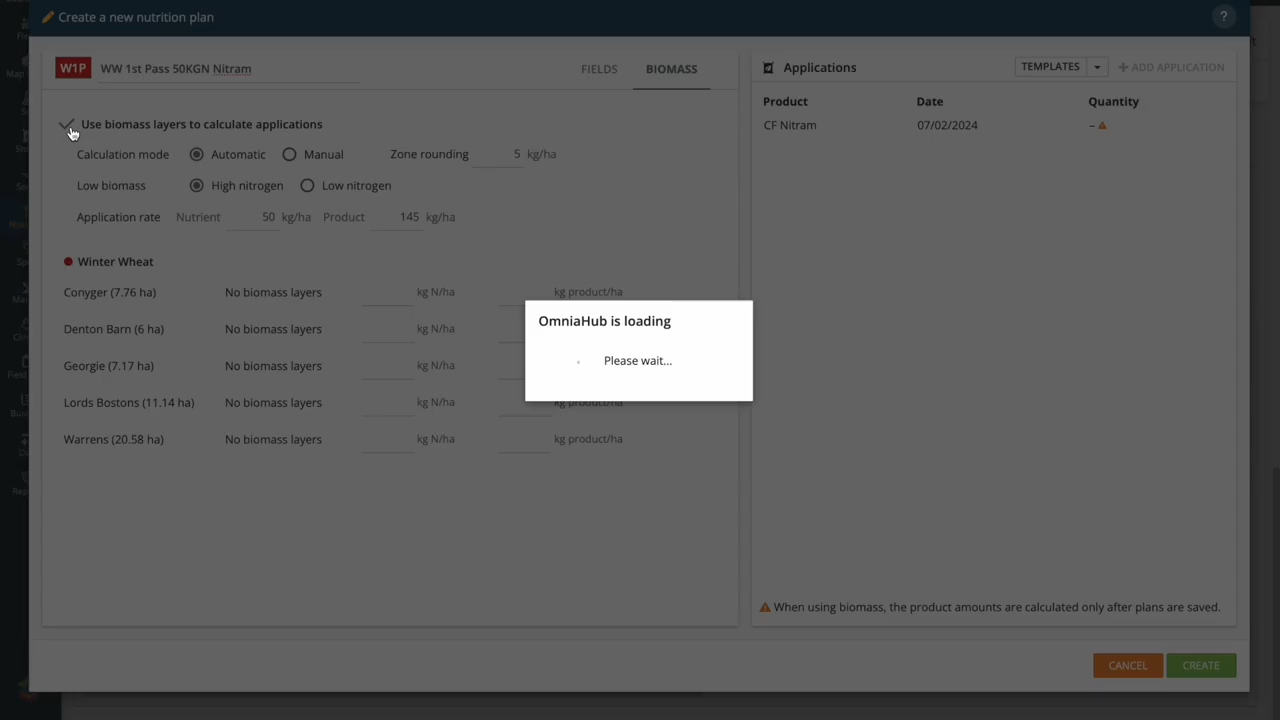 Create a new nutrition plan
?
W1P WW 1st Pass 50KGN Nitram FIELDS BIOMASS
Use biomass layers to calculate applications
Calculation mode Automatic Manual Zone rounding 5 kg/ha
Low biomass High nitrogen Low nitrogen
Application rate Nutrient 50 kg/ha Product 145 kg/ha
Winter Wheat
Conyger (7.76 ha) No biomass layers kg N/ha kg product/ha
Denton Barn (6 ha) No biomass layers kg N/ha
Georgie (7.17 ha) No biomass layers kg N/ha
Lords Bostons (11.14 ha) No biomass layers kg N/ha kg product/ha
Warrens (20.58 ha) No biomass layers kg N/ha kg product/ha
OmniaHub is loading
Please wait...
Applications TEMPLATES + ADD APPLICATION
Product Date Quantity
CF Nitram 07/02/2024 –
When using biomass, the product amounts are calculated only after plans are saved.
CANCEL CREATE